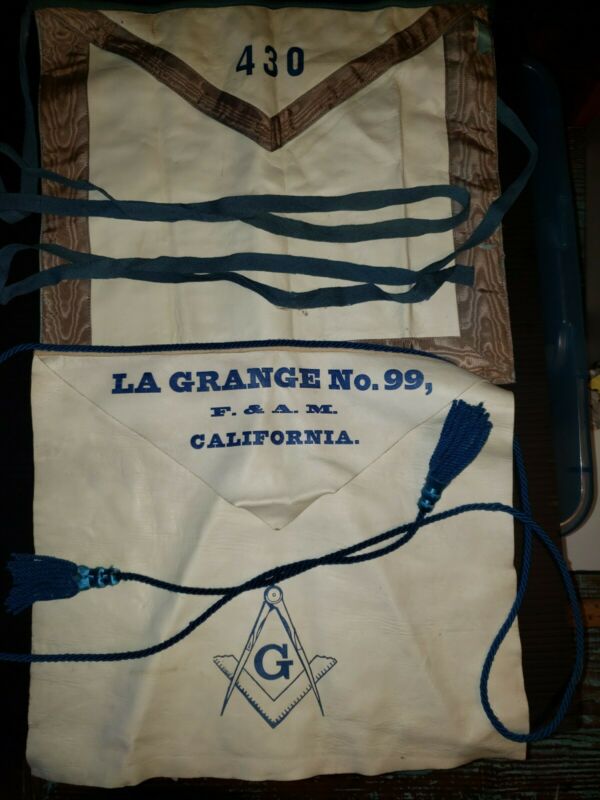 430
LA GRANGE No. 99,
F. & A. M.
CALIFORNIA.
G